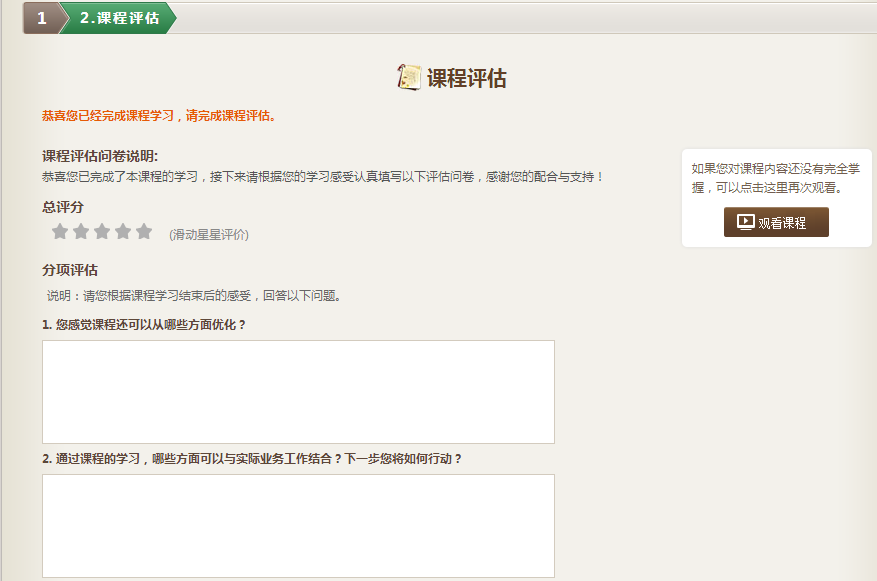 1
2.课程评估
课程评估
恭喜您已经完成课程学习，请完成课程评估。
课程评估问卷说明:
恭喜您已完成了本课程的学习，接下来请根据您的学习感受认真填写以下评估问卷，感谢您的配合与支持！
如果您对课程内容还没有完全掌
握，可以点击这里再次观看。
观看课程
总评分
(滑动星星评价)
分项评估
说明：请您根据课程学习结束后的感受，回答以下问题。
1. 您感觉课程还可以从哪些方面优化？
2. 通过课程的学习，哪些方面可以与实际业务工作结合？下一步您将如何行动？